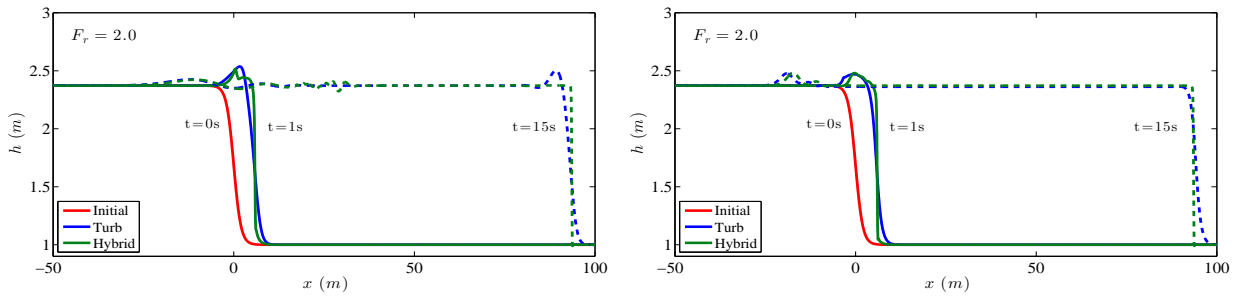 F_r = 2.0
h (m)
3
2.5
2
1.5
1
t=0s
t=1s
t=15s
Initial
Turb
Hybrid
−50
0
50
100
x (m)
F_r = 2.0
h (m)
3
2.5
2
1.5
1
t=0s
t=1s
t=15s
Initial
Turb
Hybrid
−50
0
50
100
x (m)